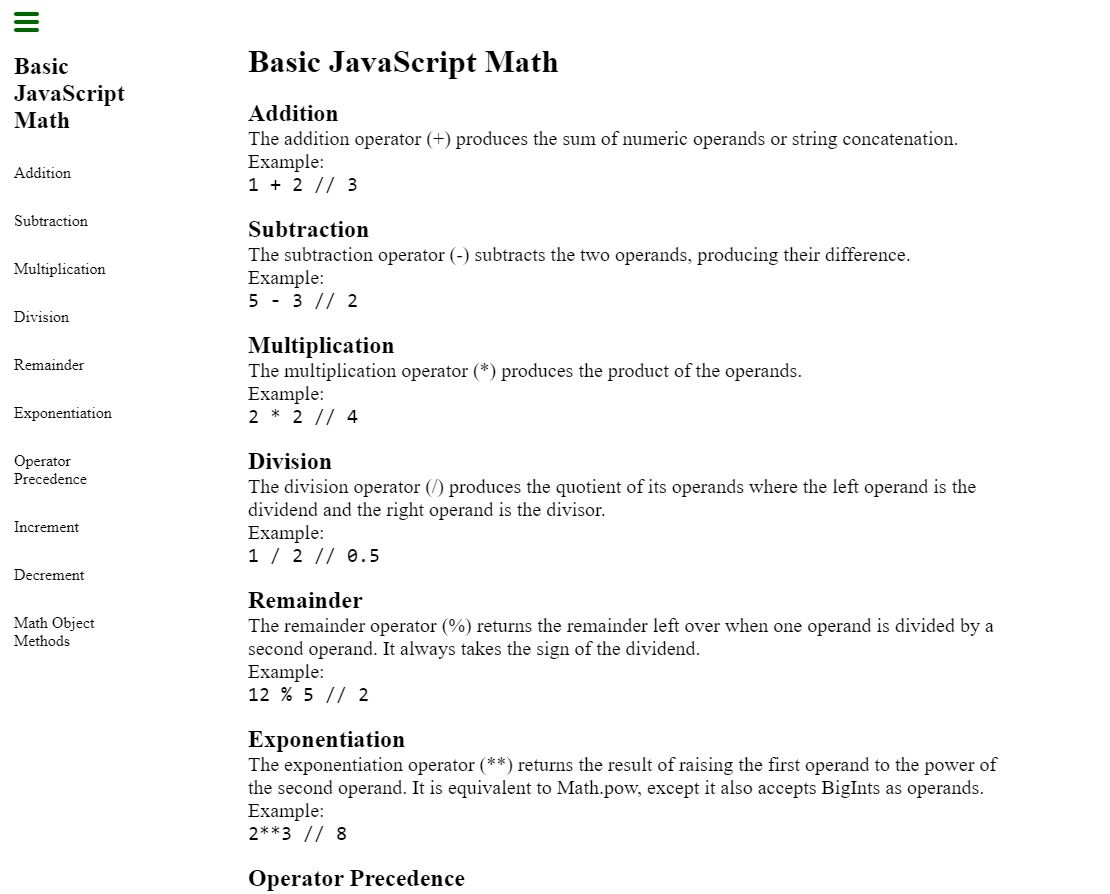 Basic
JavaScript
Math
Addition
Subtraction
Multiplication
Division
Remainder
Exponentiation
Operator
Precedence
Increment
Decrement
Math Object
Methods
Basic JavaScript Math
Addition
The addition operator (+) produces the sum of numeric operands or string concatenation.
Example:
1 + 2 // 3
Subtraction
The subtraction operator (-) subtracts the two operands, producing their difference.
Example:
5 - 3 // 2
Multiplication
The multiplication operator (*) produces the product of the operands.
Example:
2 * 2 // 4
Division
The division operator (/) produces the quotient of its operands where the left operand is the
dividend and the right operand is the divisor.
Example:
1 / 2 // 0.5
Remainder
The remainder operator (%) returns the remainder left over when one operand is divided by a
second operand. It always takes the sign of the dividend.
Example:
12 % 5 // 2
Exponentiation
The exponentiation operator (**) returns the result of raising the first operand to the power of
the second operand. It is equivalent to Math.pow, except it also accepts BigInts as operands.
Example:
2**3 // 8
Operator Precedence